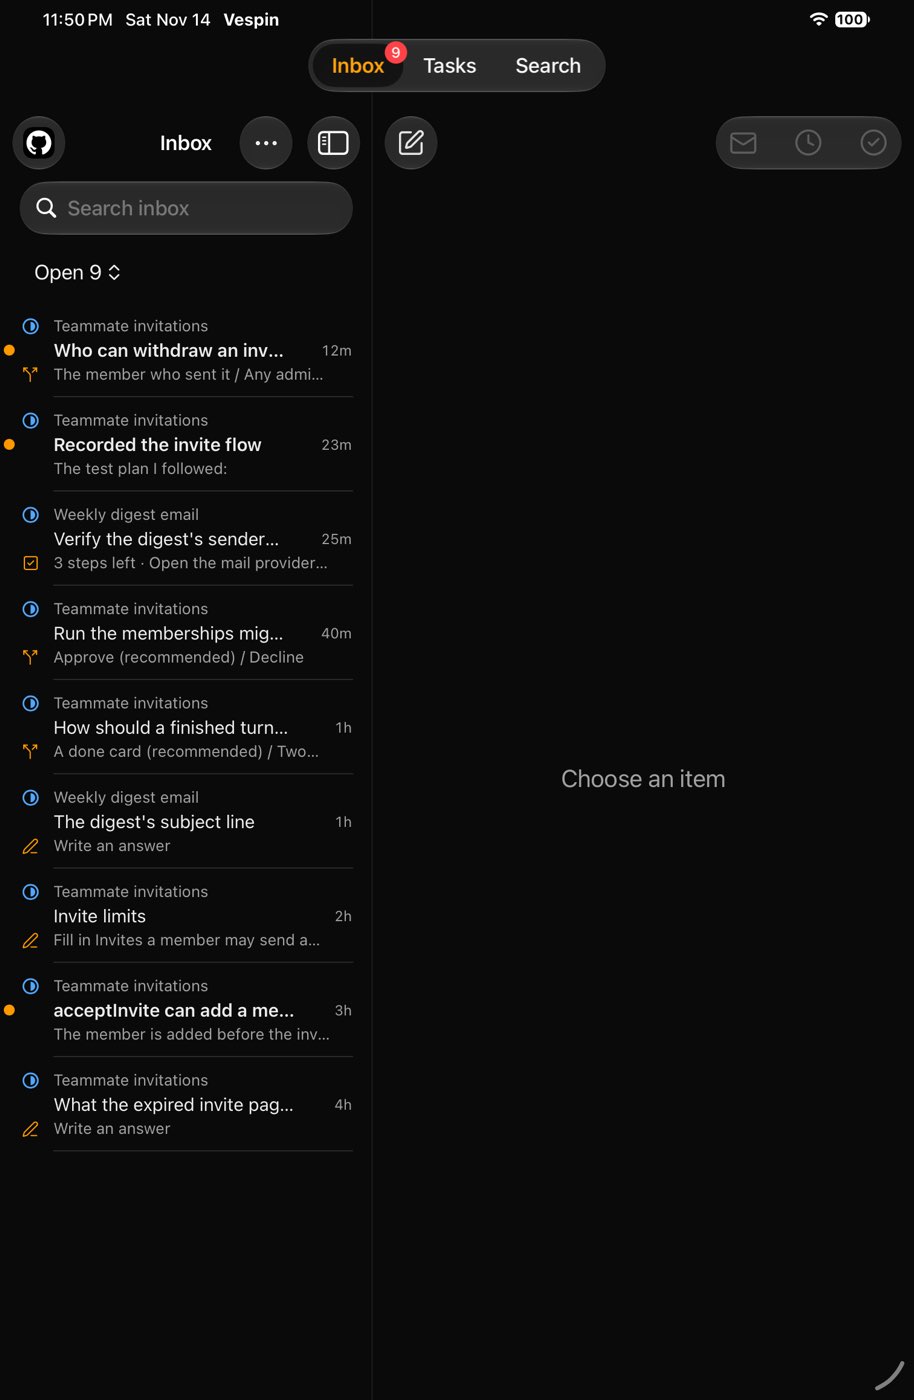 11:50 PM Sat Nov 14 Vespin
100
Inbox 9 Tasks Search
Inbox
Search inbox
Open 9
Teammate invitations
Who can withdraw an inv... 12m
The member who sent it / Any admi...
Teammate invitations
Recorded the invite flow 23m
The test plan I followed:
Weekly digest email
Verify the digest's sender... 25m
3 steps left · Open the mail provider...
Teammate invitations
Run the memberships mig... 40m
Approve (recommended) / Decline
Teammate invitations
How should a finished turn... 1h
A done card (recommended) / Two...
Weekly digest email
The digest's subject line 1h
Write an answer
Teammate invitations
Invite limits 2h
Fill in Invites a member may send a...
Teammate invitations
acceptInvite can add a me... 3h
The member is added before the inv...
Teammate invitations
What the expired invite pag... 4h
Write an answer
Choose an item